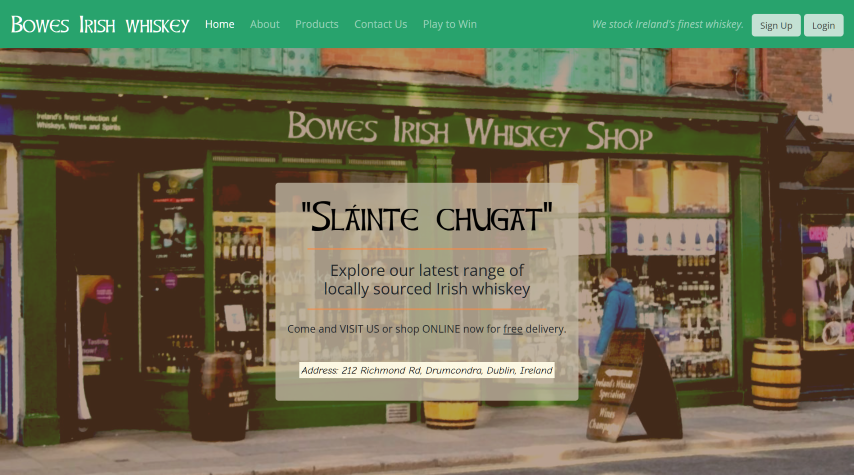 Bowes Irish whiskey
Home About Products Contact Us Play to Win
We stock Ireland's finest whiskey.
Sign Up Login
Ireland's finest selection of
Whiskeys, Wines and Spirits
Bowes Irish Whiskey Shop
"Sláinte chugat"
Celtic Whiskey
Explore our latest range of
locally sourced Irish whiskey
Come and VISIT US or shop ONLINE now for free delivery.
Address: 212 Richmond Rd, Drumcondra, Dublin, Ireland
Tasting
Ireland's Whiskey
Specialists
Wines